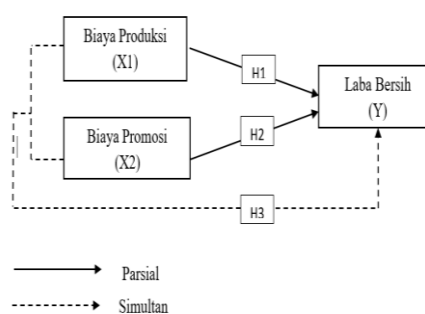 Biaya Produksi
(X1)
H1
Laba Bersih
(Y)
Biaya Promosi
(X2)
H2
H3
Parsial
Simultan